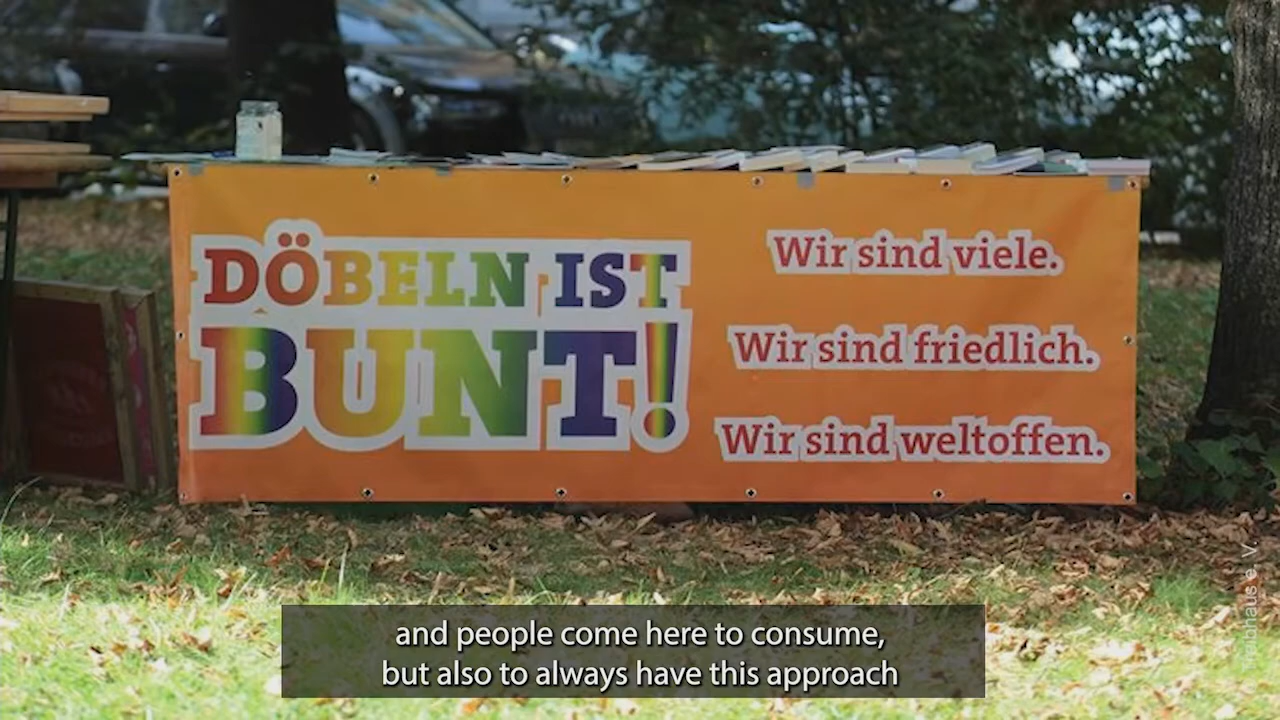 DÖBELN IST
BUNT!
Wir sind viele.
Wir sind friedlich.
Wir sind weltoffen.
and people come here to consume,
but also to always have this approach
Treibhaus e. V.